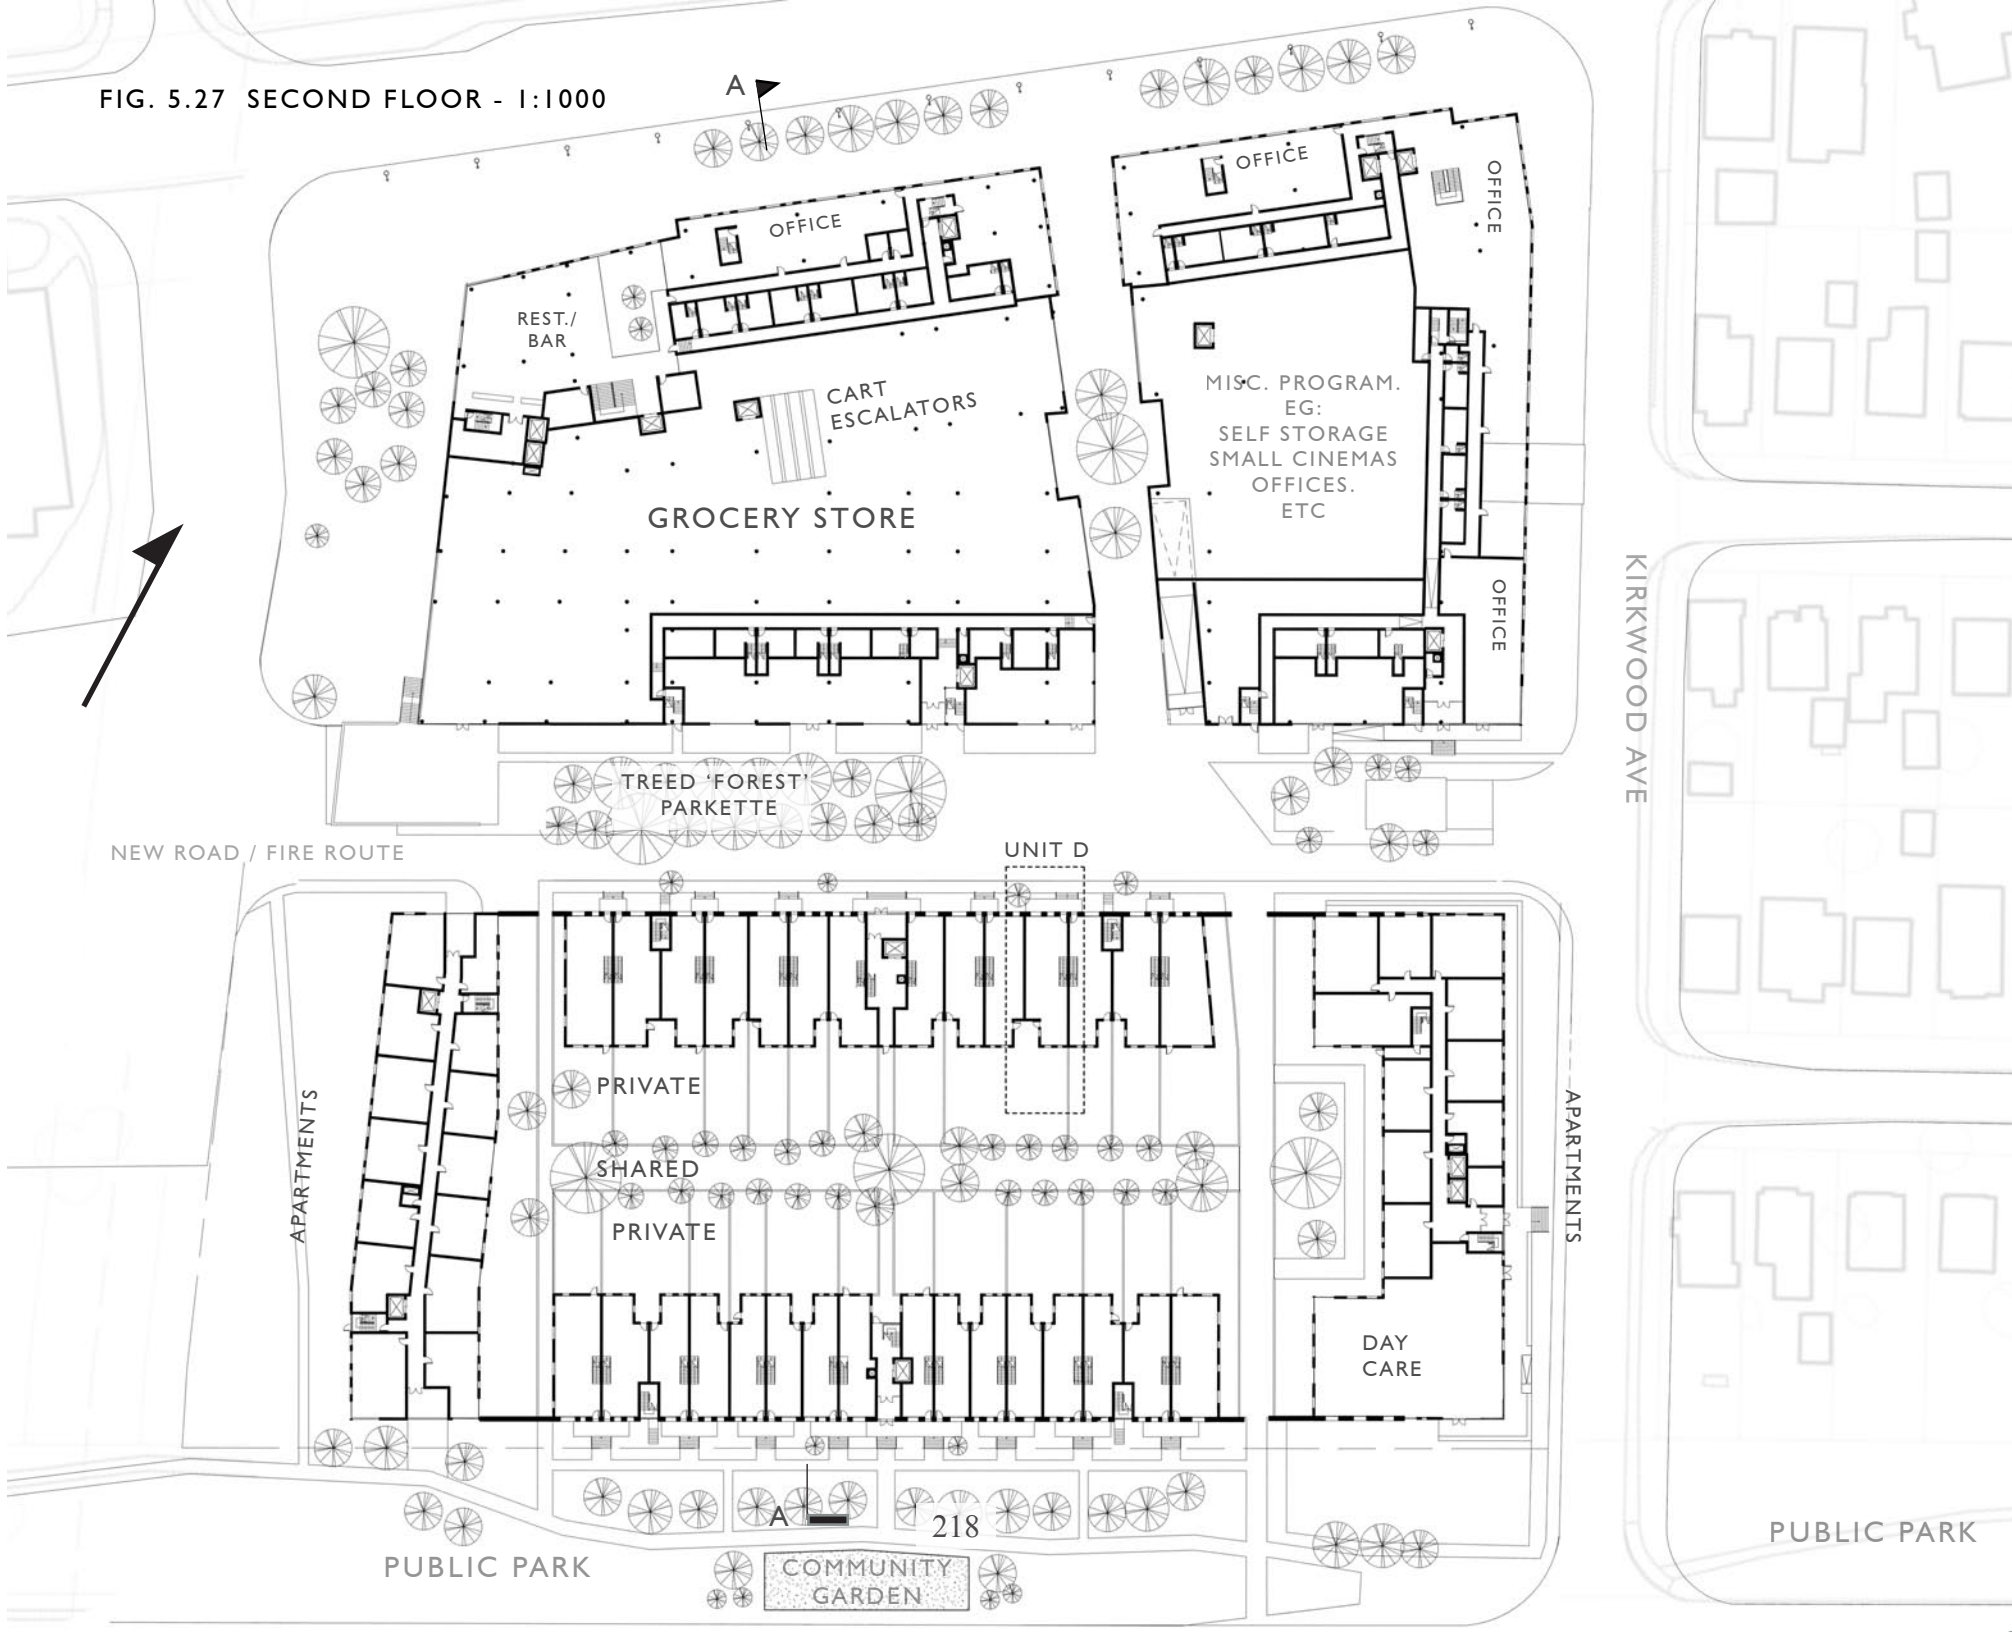 FIG. 5.27 SECOND FLOOR - 1:1000
A
OFFICE
OFFICE
OFFICE
REST./
BAR
CART
ESCALATORS
MISC. PROGRAM.
EG:
SELF STORAGE
SMALL CINEMAS
OFFICES.
ETC
GROCERY STORE
OFFICE
KIRKWOOD AVE
TREED ‘FOREST’
PARKETTE
NEW ROAD / FIRE ROUTE
UNIT D
PRIVATE
APARTMENTS
SHARED
APARTMENTS
PRIVATE
DAY
CARE
A
218
PUBLIC PARK
COMMUNITY
GARDEN
PUBLIC PARK